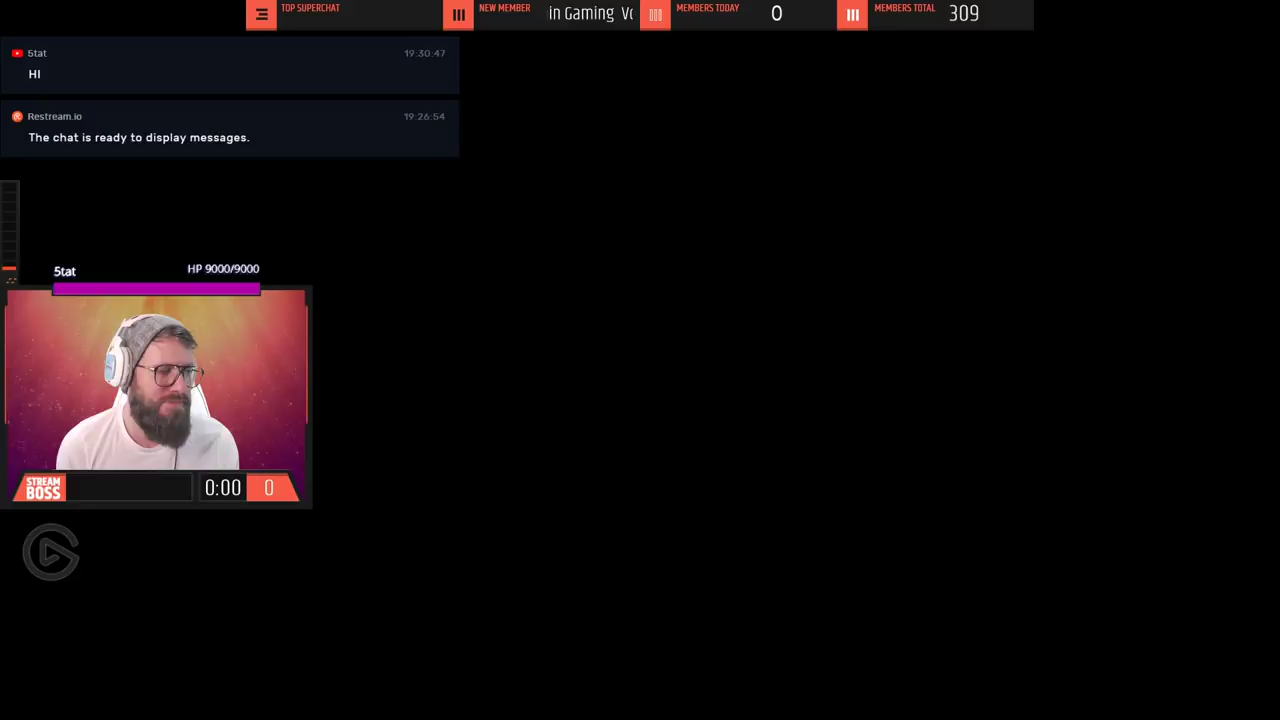 TOP SUPERCHAT
NEW MEMBER
in Gaming
MEMBERS TODAY
0
MEMBERS TOTAL
309
5tat
19:30:47
HI
Restream.io
19:26:54
The chat is ready to display messages.
5tat
HP 9000/9000
STREAM
BOSS
0:00
0